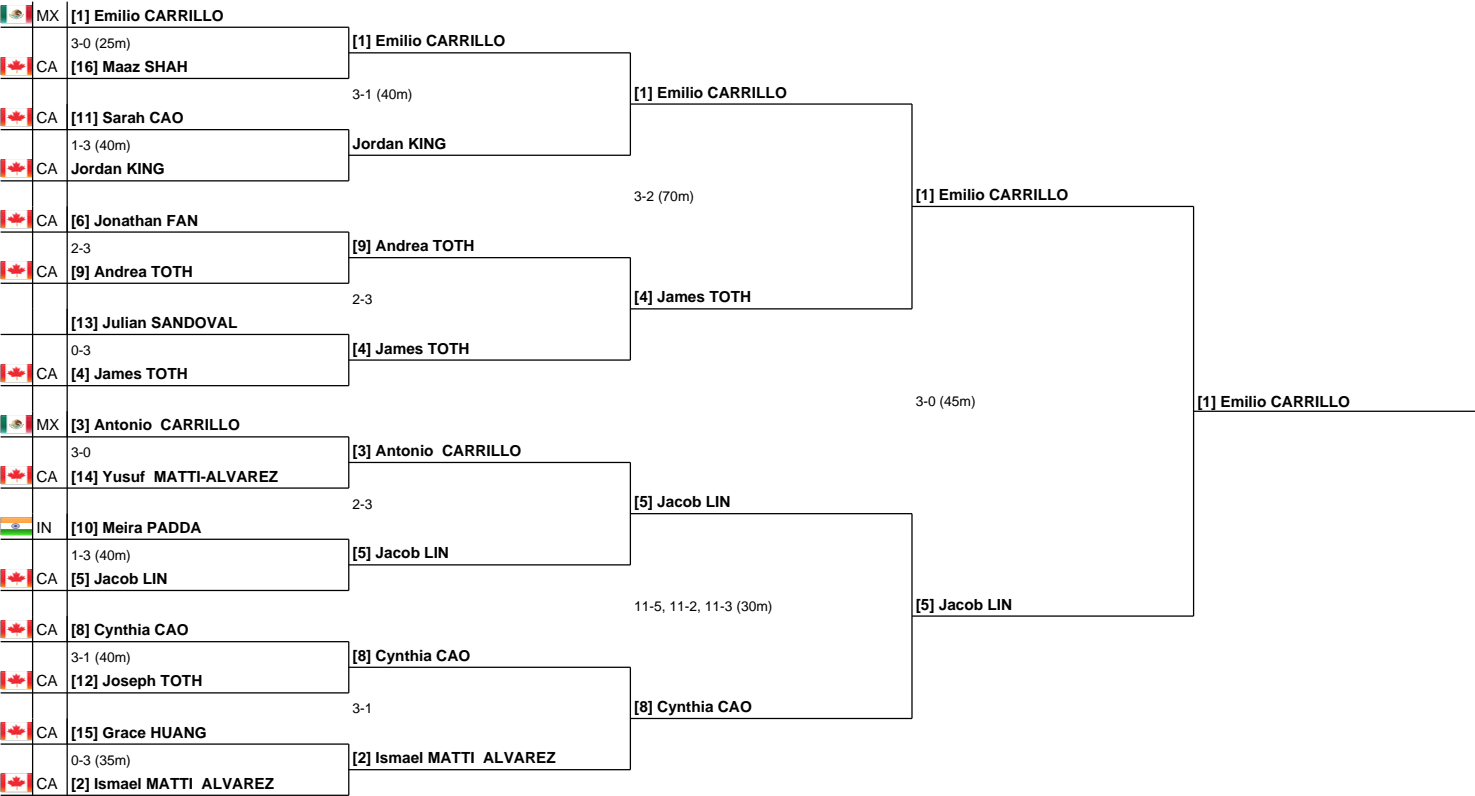 MX [1] Emilio CARRILLO
3-0 (25m)
CA [16] Maaz SHAH
CA [11] Sarah CAO
1-3 (40m)
CA Jordan KING
CA [6] Jonathan FAN
2-3
CA [9] Andrea TOTH
[13] Julian SANDOVAL
0-3
CA [4] James TOTH
MX [3] Antonio  CARRILLO
3-0
CA [14] Yusuf  MATTI-ALVAREZ
IN [10] Meira PADDA
1-3 (40m)
CA [5] Jacob LIN
CA [8] Cynthia CAO
3-1 (40m)
CA [12] Joseph TOTH
CA [15] Grace HUANG
0-3 (35m)
CA [2] Ismael MATTI  ALVAREZ
[1] Emilio CARRILLO
3-1 (40m)
Jordan KING
[9] Andrea TOTH
2-3
[4] James TOTH
[3] Antonio  CARRILLO
2-3
[5] Jacob LIN
[8] Cynthia CAO
3-1
[2] Ismael MATTI  ALVAREZ
[1] Emilio CARRILLO
3-2 (70m)
[4] James TOTH
[5] Jacob LIN
11-5, 11-2, 11-3 (30m)
[8] Cynthia CAO
[1] Emilio CARRILLO
3-0 (45m)
[5] Jacob LIN
[1] Emilio CARRILLO